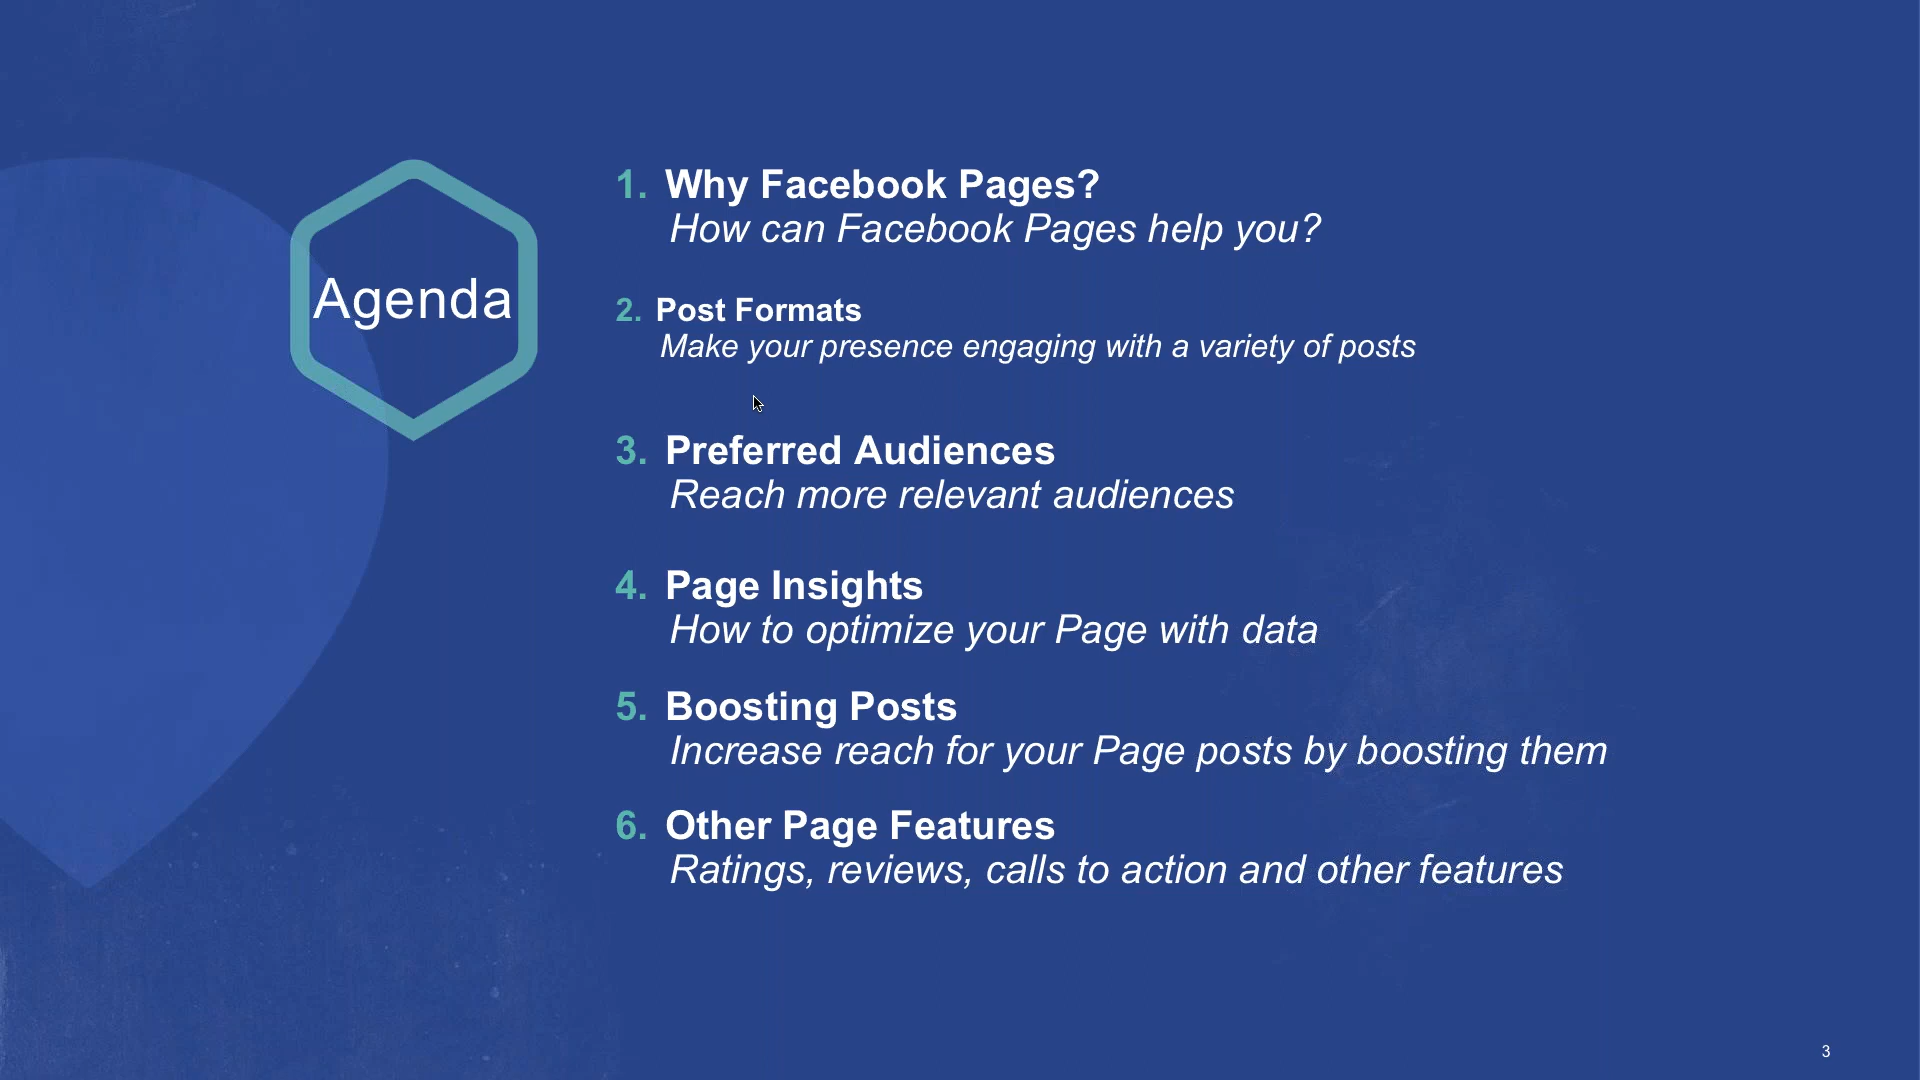 Agenda
1. Why Facebook Pages?
How can Facebook Pages help you?
2. Post Formats
Make your presence engaging with a variety of posts
3. Preferred Audiences
Reach more relevant audiences
4. Page Insights
How to optimize your Page with data
5. Boosting Posts
Increase reach for your Page posts by boosting them
6. Other Page Features
Ratings, reviews, calls to action and other features
3